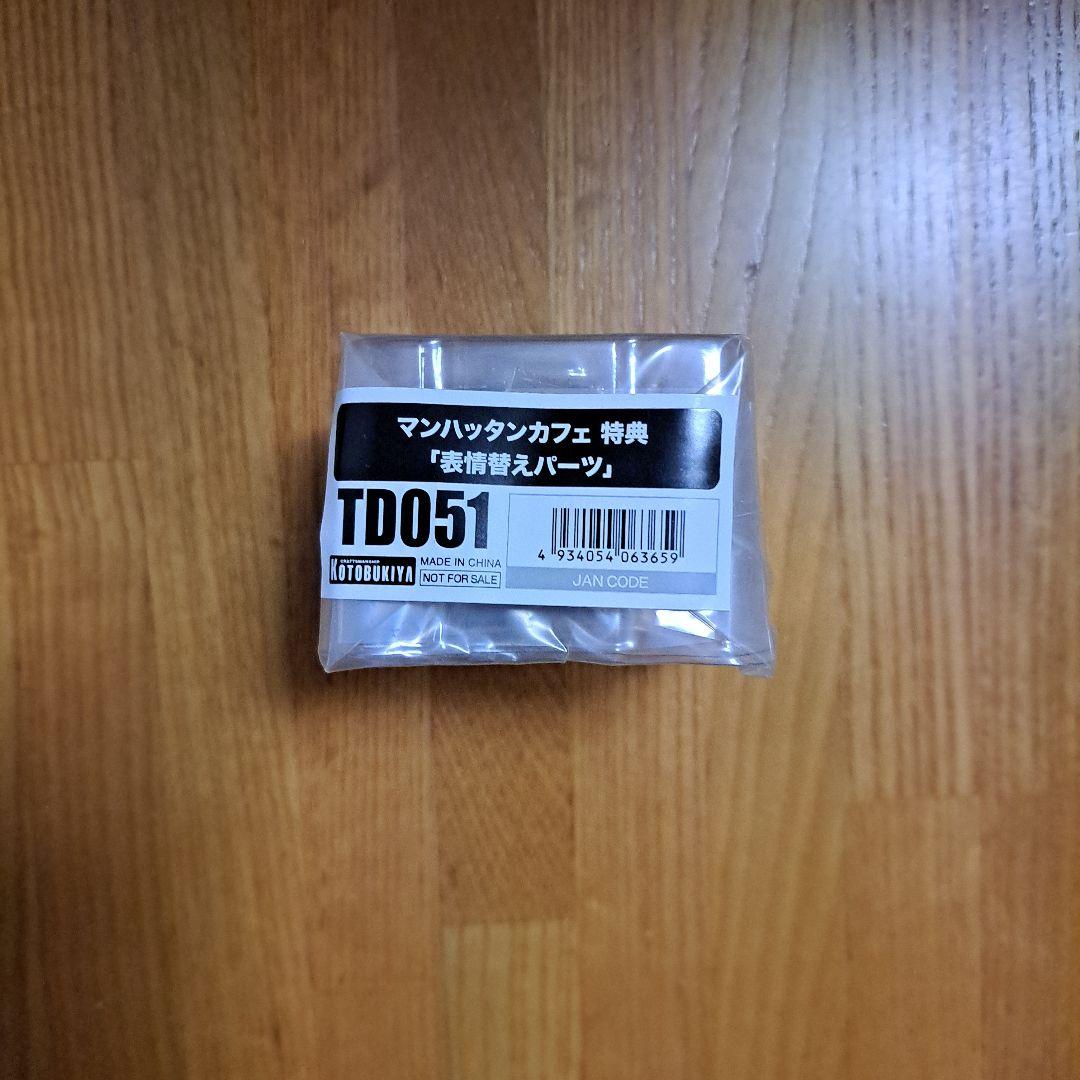 マンハッタンカフェ 特典
「表情替えパーツ」
TD051
CRAFTSMANSHIP
KOTOBUKIYA
MADE IN CHINA
NOT FOR SALE
4 934054 063659
JAN CODE